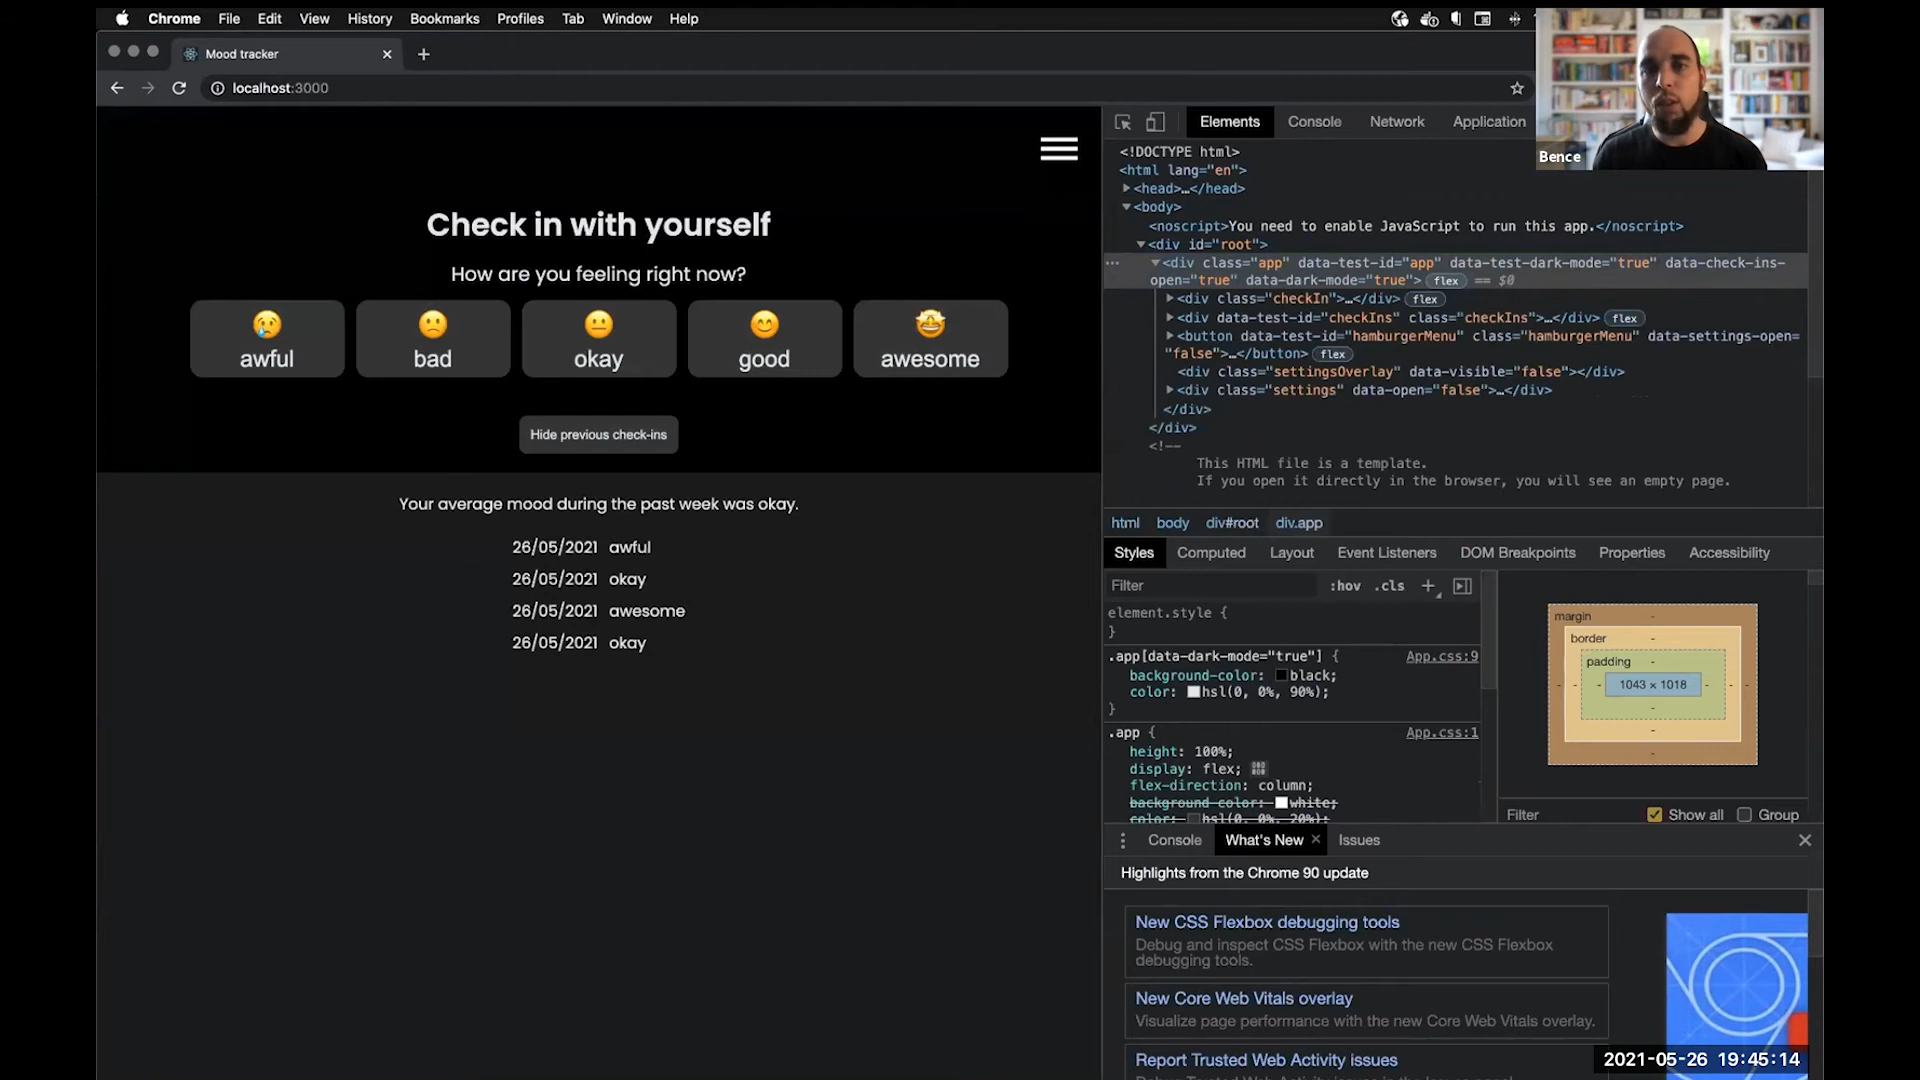 Chrome File Edit View History Bookmarks Profiles Tab Window Help
Mood tracker
localhost:3000
Check in with yourself
How are you feeling right now?
awful bad okay good awesome
Hide previous check-ins
Your average mood during the past week was okay.
26/05/2021 awful
26/05/2021 okay
26/05/2021 awesome
26/05/2021 okay
Elements Console Network Application
Bence
<!DOCTYPE html>
<html lang="en">
<head>…</head>
<body>
<noscript>You need to enable JavaScript to run this app.</noscript>
<div id="root">
<div class="app" data-test-id="app" data-test-dark-mode="true" data-check-ins-
open="true" data-dark-mode="true"> flex == $0
<div class="checkIn">…</div> flex
<div data-test-id="checkIns" class="checkIns">…</div> flex
<button data-test-id="hamburgerMenu" class="hamburgerMenu" data-settings-open=
"false">…</button> flex
<div class="settingsOverlay" data-visible="false"></div>
<div class="settings" data-open="false">…</div>
</div>
</div>
<!--
This HTML file is a template.
If you open it directly in the browser, you will see an empty page.
html body div#root div.app
Styles Computed Layout Event Listeners DOM Breakpoints Properties Accessibility
Filter :hov .cls +
element.style {
}
.app[data-dark-mode="true"] { App.css:9
background-color: black;
color: hsl(0, 0%, 90%);
}
.app { App.css:1
height: 100%;
display: flex;
flex-direction: column;
background-color: white;
color: hsl(0, 0%, 20%);
margin -
border -
padding -
1043 × 1018
Filter Show all Group
Console What's New × Issues
Highlights from the Chrome 90 update
New CSS Flexbox debugging tools
Debug and inspect CSS Flexbox with the new CSS Flexbox
debugging tools.
New Core Web Vitals overlay
Visualize page performance with the new Core Web Vitals overlay.
Report Trusted Web Activity issues
2021-05-26 19:45:14